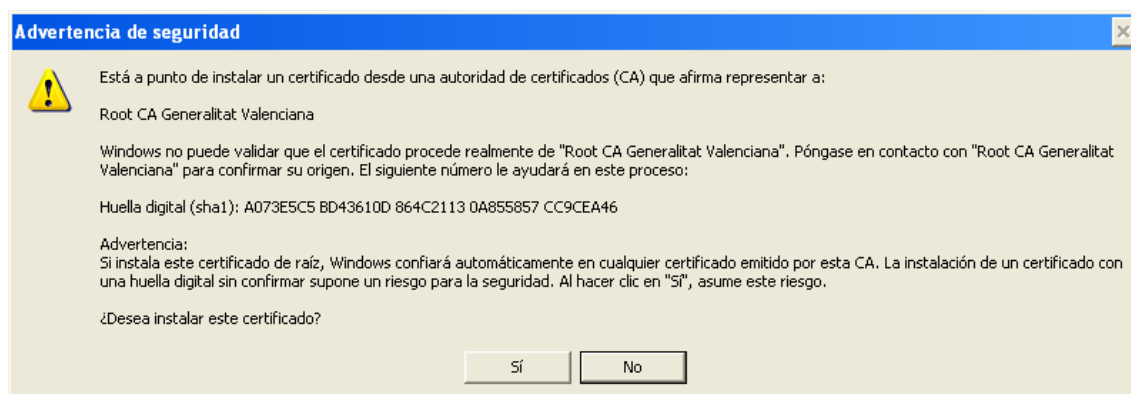 Advertencia de seguridad
Está a punto de instalar un certificado desde una autoridad de certificados (CA) que afirma representar a:
Root CA Generalitat Valenciana
Windows no puede validar que el certificado procede realmente de "Root CA Generalitat Valenciana". Póngase en contacto con "Root CA Generalitat
Valenciana" para confirmar su origen. El siguiente número le ayudará en este proceso:
Huella digital (sha1): A073E5C5 BD43610D 864C2113 0A855857 CC9CEA46
Advertencia:
Si instala este certificado de raíz, Windows confiará automáticamente en cualquier certificado emitido por esta CA. La instalación de un certificado con
una huella digital sin confirmar supone un riesgo para la seguridad. Al hacer clic en "Sí", asume este riesgo.
¿Desea instalar este certificado?
Sí
No